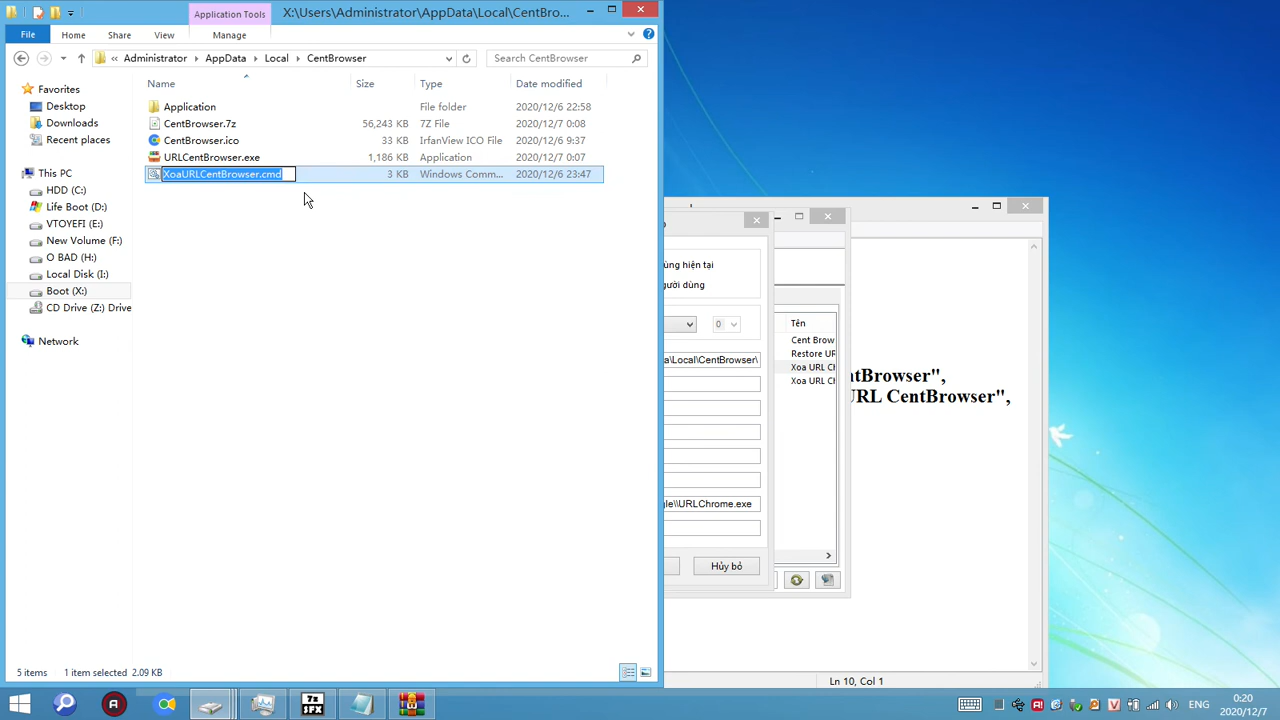 Application Tools
X:\Users\Administrator\AppData\Local\CentBro...
File Home Share View Manage
Administrator AppData Local CentBrowser
Search CentBrowser
Name Size Type Date modified
Application File folder 2020/12/6 22:58
CentBrowser.7z 56,243 KB 7Z File 2020/12/7 0:08
CentBrowser.ico 33 KB IrfanView ICO File 2020/12/6 9:37
URLCentBrowser.exe 1,186 KB Application 2020/12/7 0:07
XoaURLCentBrowser.cmd 3 KB Windows Comm... 2020/12/6 23:47
Favorites
Desktop
Downloads
Recent places
This PC
HDD (C:)
Life Boot (D:)
VTOYEFI (E:)
New Volume (F:)
O BAD (H:)
Local Disk (I:)
Boot (X:)
CD Drive (Z:) Drive
Network
ùng hiện tại
gười dùng
0
a\Local\CentBrowser\
gle\\URLChrome.exe
Hủy bỏ
Tên
Cent Brow
Restore UR
Xoa URL Ch
Xoa URL Ch
ntBrowser",
URL CentBrowser",
Ln 10, Col 1
5 items 1 item selected 2.09 KB
7z
SFX
ENG
0:20
2020/12/7